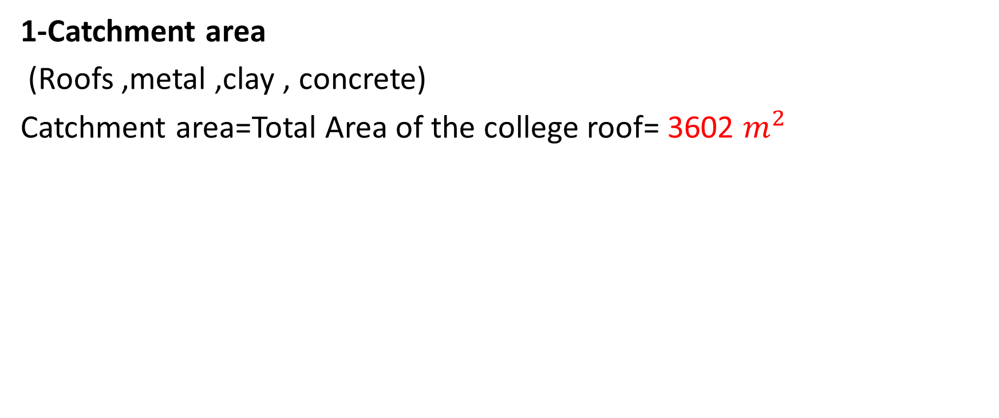 1-Catchment area
(Roofs ,metal ,clay , concrete)
Catchment area=Total Area of the college roof= 3602 m²